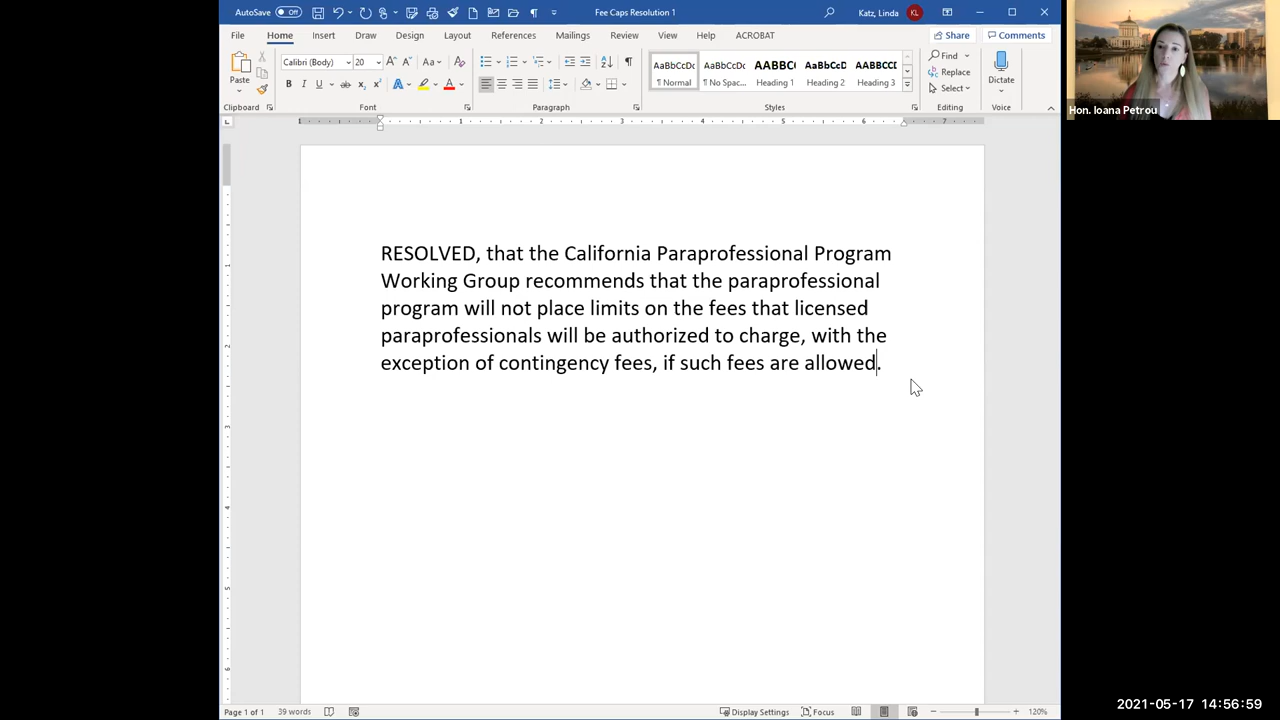 AutoSave Off
Fee Caps Resolution 1
Katz, Linda KL
File Home Insert Draw Design Layout References Mailings Review View Help ACROBAT Share Comments
Paste
Calibri (Body) 20
AaBbCcDc AaBbCcDc AABBC( AaBbCcD AABBCCC
¶ Normal ¶ No Spac... Heading 1 Heading 2 Heading 3
Find
Replace
Select
Dictate
Clipboard Font Paragraph Styles Editing Voice
Hon. Ioana Petrou
RESOLVED, that the California Paraprofessional Program
Working Group recommends that the paraprofessional
program will not place limits on the fees that licensed
paraprofessionals will be authorized to charge, with the
exception of contingency fees, if such fees are allowed.
2021-05-17 14:56:59
Page 1 of 1 39 words Display Settings Focus 120%